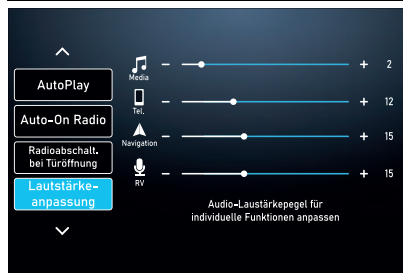 AutoPlay
Auto-On Radio
Radioabschalt.
bei Türöffnung
Lautstärke-
anpassung
Media
– + 2
Tel.
– + 12
Navigation
– + 15
RV
– + 15
Audio-Laustärkepegel für
individuelle Funktionen anpassen